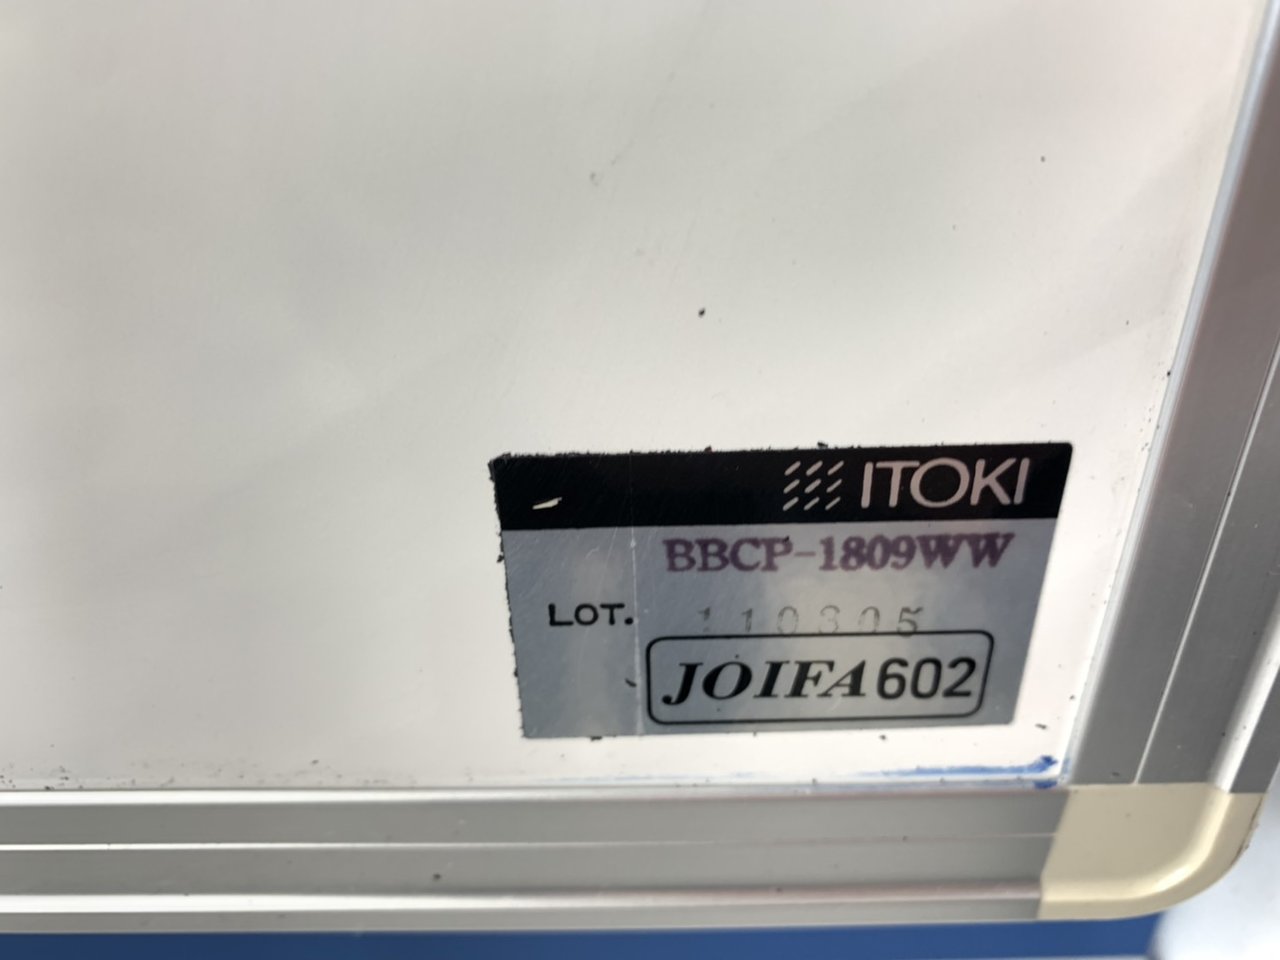 ITOKI
BBCP-1809WW
LOT. 110305
JOIFA602